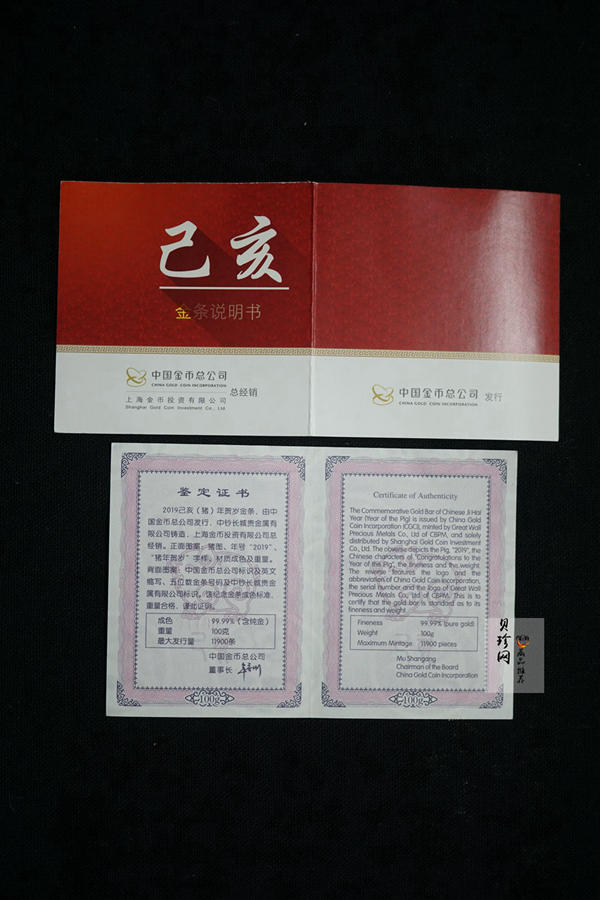 己亥
金条说明书
中国金币总公司
CHINA GOLD COIN INCORPORATION
总经销
上海金币投资有限公司
Shanghai Gold Coin Investment Co., Ltd
中国金币总公司
CHINA GOLD COIN INCORPORATION
发行
鉴定证书
2019己亥（猪）年贺岁金条，由中
国金币总公司发行，中钞长城贵金属有
限公司铸造，上海金币投资有限公司总
经销。正面图案：猪图、年号“2019”、
“猪年贺岁”字样，材质成色及重量。
背面图案：中国金币总公司标识及英文
缩写、五位数金条号码及中钞长城贵金
属有限公司标识。该纪念金条成色标准，
重量合格，谨此证明。
成色 99.99%（含纯金）
重量 100克
最大发行量 11900条
中国金币总公司
董事长
100g
Certificate of Authenticity
The Commemorative Gold Bar of Chinese Ji Hai
Year (Year of the Pig) is issued by China Gold
Coin Incorporation (CGCI), minted by Great Wall
Precious Metals Co., Ltd of CBPM, and solely
distributed by Shanghai Gold Coin Investment
Co., Ltd. The obverse depicts the Pig, "2019", the
Chinese characters of "Congratulations to the
Year of the Pig", the fineness and the weight.
The reverse features the logo and the
abbreviation of China Gold Coin Incorporation,
the serial number and the logo of Great Wall
Precious Metals Co., Ltd of CBPM. This is to
certify that the gold bar is standard as to its
fineness and weight.
Fineness 99.99% (pure gold)
Weight 100g
Maximum Mintage 11900 pieces
Mu Shangang
Chairman of the Board
China Gold Coin Incorporation
100g
贝珍网
藏品推荐